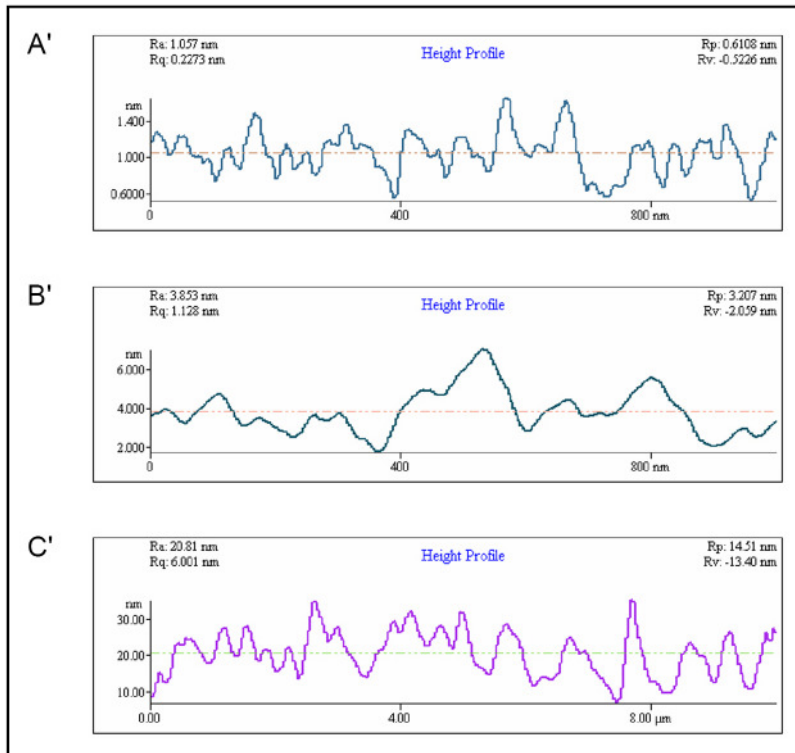 A'
Ra: 1.057 nm
Rq: 0.2273 nm
Height Profile
Rp: 0.6108 nm
Rv: -0.5226 nm
nm
1.400
1.000
0.6000
0 400 800 nm
B'
Ra: 3.853 nm
Rq: 1.128 nm
Height Profile
Rp: 3.207 nm
Rv: -2.059 nm
nm
6.000
4.000
2.000
0 400 800 nm
C'
Ra: 20.81 nm
Rq: 6.001 nm
Height Profile
Rp: 14.51 nm
Rv: -13.40 nm
nm
30.00
20.00
10.00
0.00 4.00 8.00 µm